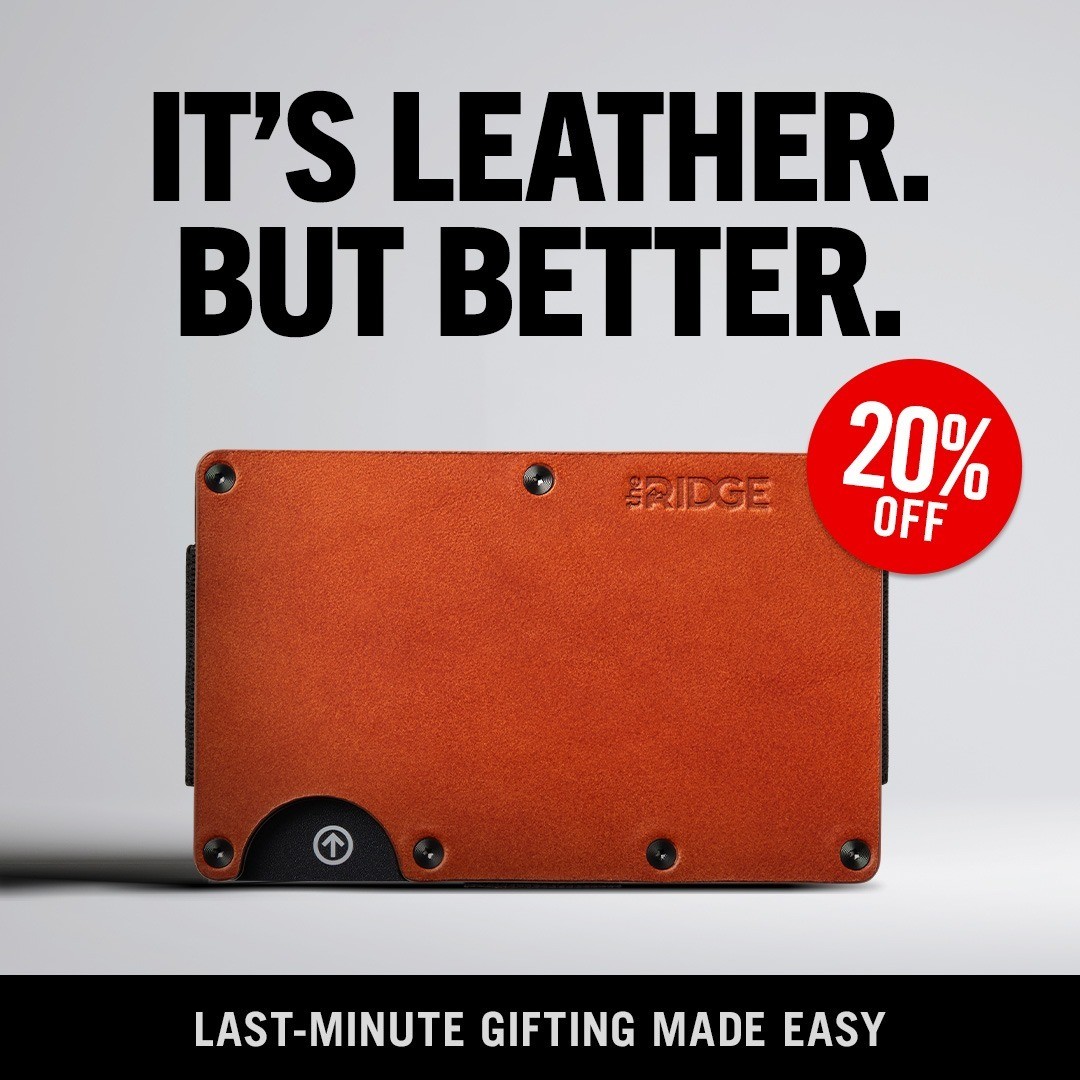 IT'S LEATHER.
BUT BETTER.
20%
OFF
the RIDGE
LAST-MINUTE GIFTING MADE EASY